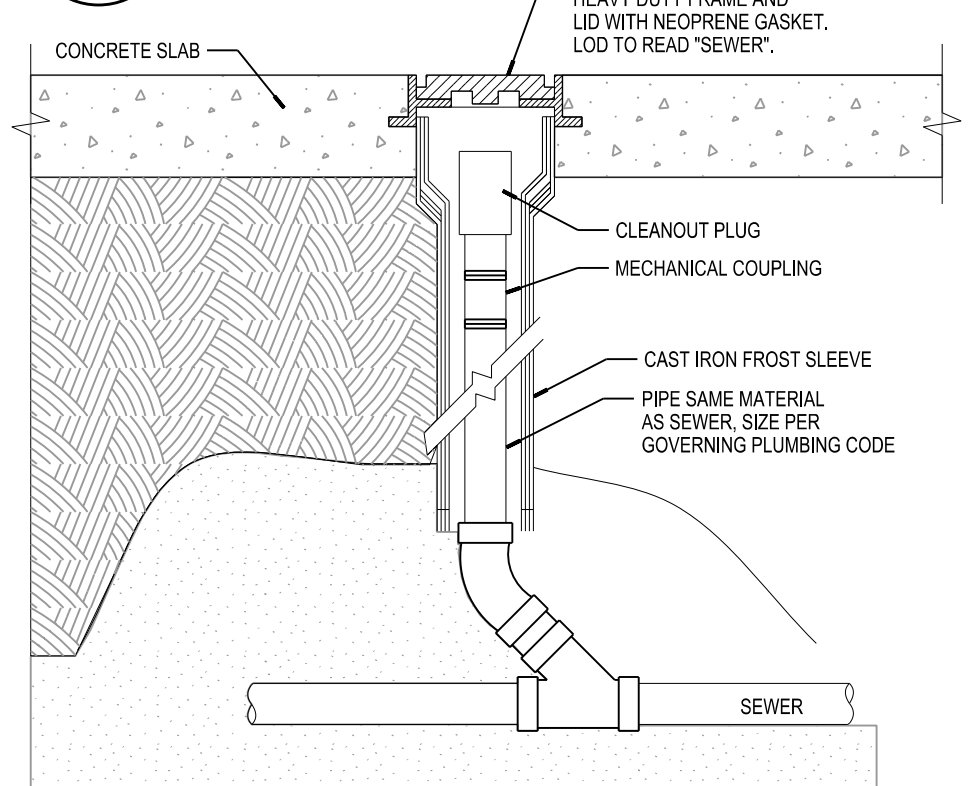 HEAVY DUTY FRAME AND
LID WITH NEOPRENE GASKET.
LOD TO READ "SEWER".
CONCRETE SLAB
CLEANOUT PLUG
MECHANICAL COUPLING
CAST IRON FROST SLEEVE
PIPE SAME MATERIAL
AS SEWER, SIZE PER
GOVERNING PLUMBING CODE
SEWER